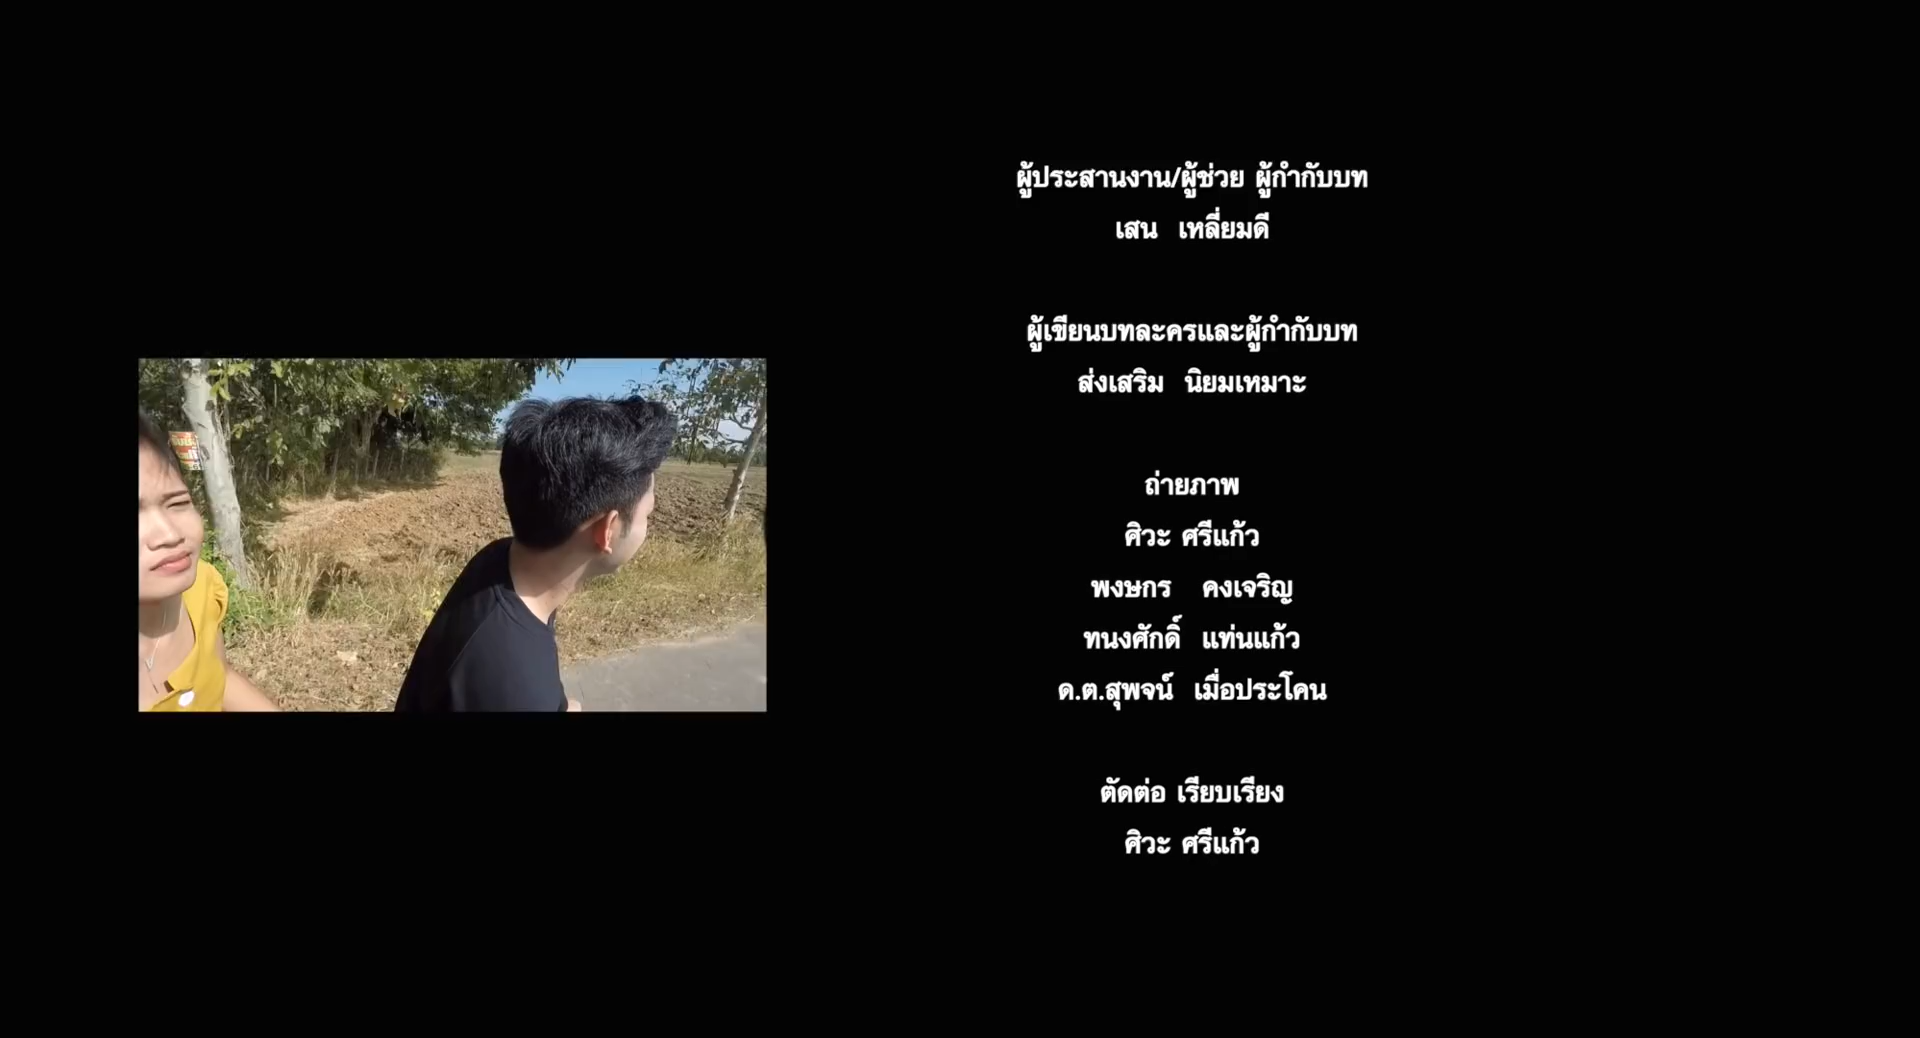 ผู้ประสานงาน/ผู้ช่วย ผู้กำกับบท
เสน เหลี่ยมดี
ผู้เขียนบทละครและผู้กำกับบท
ส่งเสริม นิยมเหมาะ
ถ่ายภาพ
ศิวะ ศรีแก้ว
พงษกร คงเจริญ
ทนงศักดิ์ แท่นแก้ว
ด.ต.สุพจน์ เมื่อประโคน
ตัดต่อ เรียบเรียง
ศิวะ ศรีแก้ว